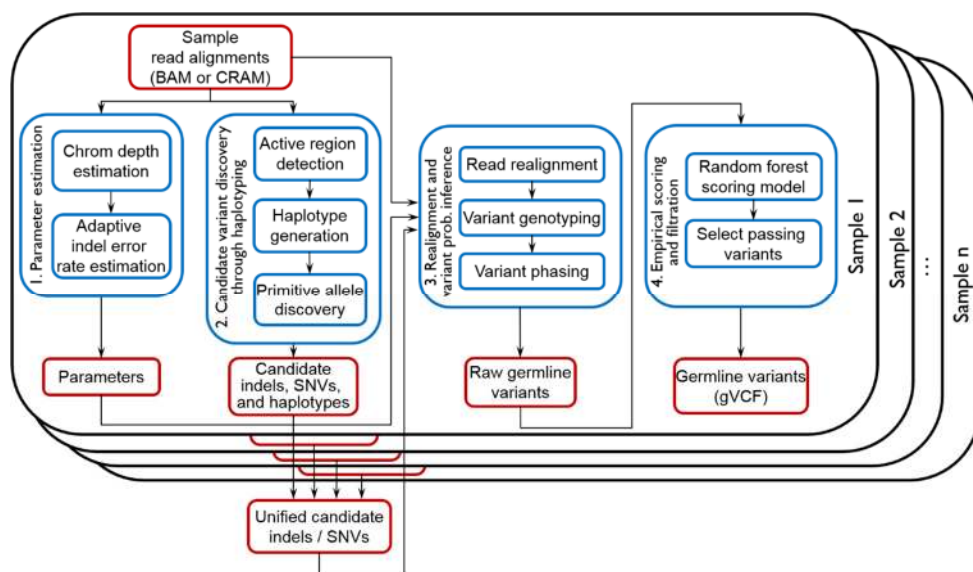 Sample
read alignments
(BAM or CRAM)
1. Parameter estimation
Chrom depth
estimation
Adaptive
indel error
rate estimation
Parameters
2. Candidate variant discovery
through haplotyping
Active region
detection
Haplotype
generation
Primitive allele
discovery
Candidate
indels, SNVs,
and haplotypes
3. Realignment and
variant prob. inference
Read realignment
Variant genotyping
Variant phasing
Raw germline
variants
4. Empirical scoring
and filtration
Random forest
scoring model
Select passing
variants
Germline variants
(gVCF)
Sample 1
Sample 2
...
Sample n
Unified candidate
indels / SNVs